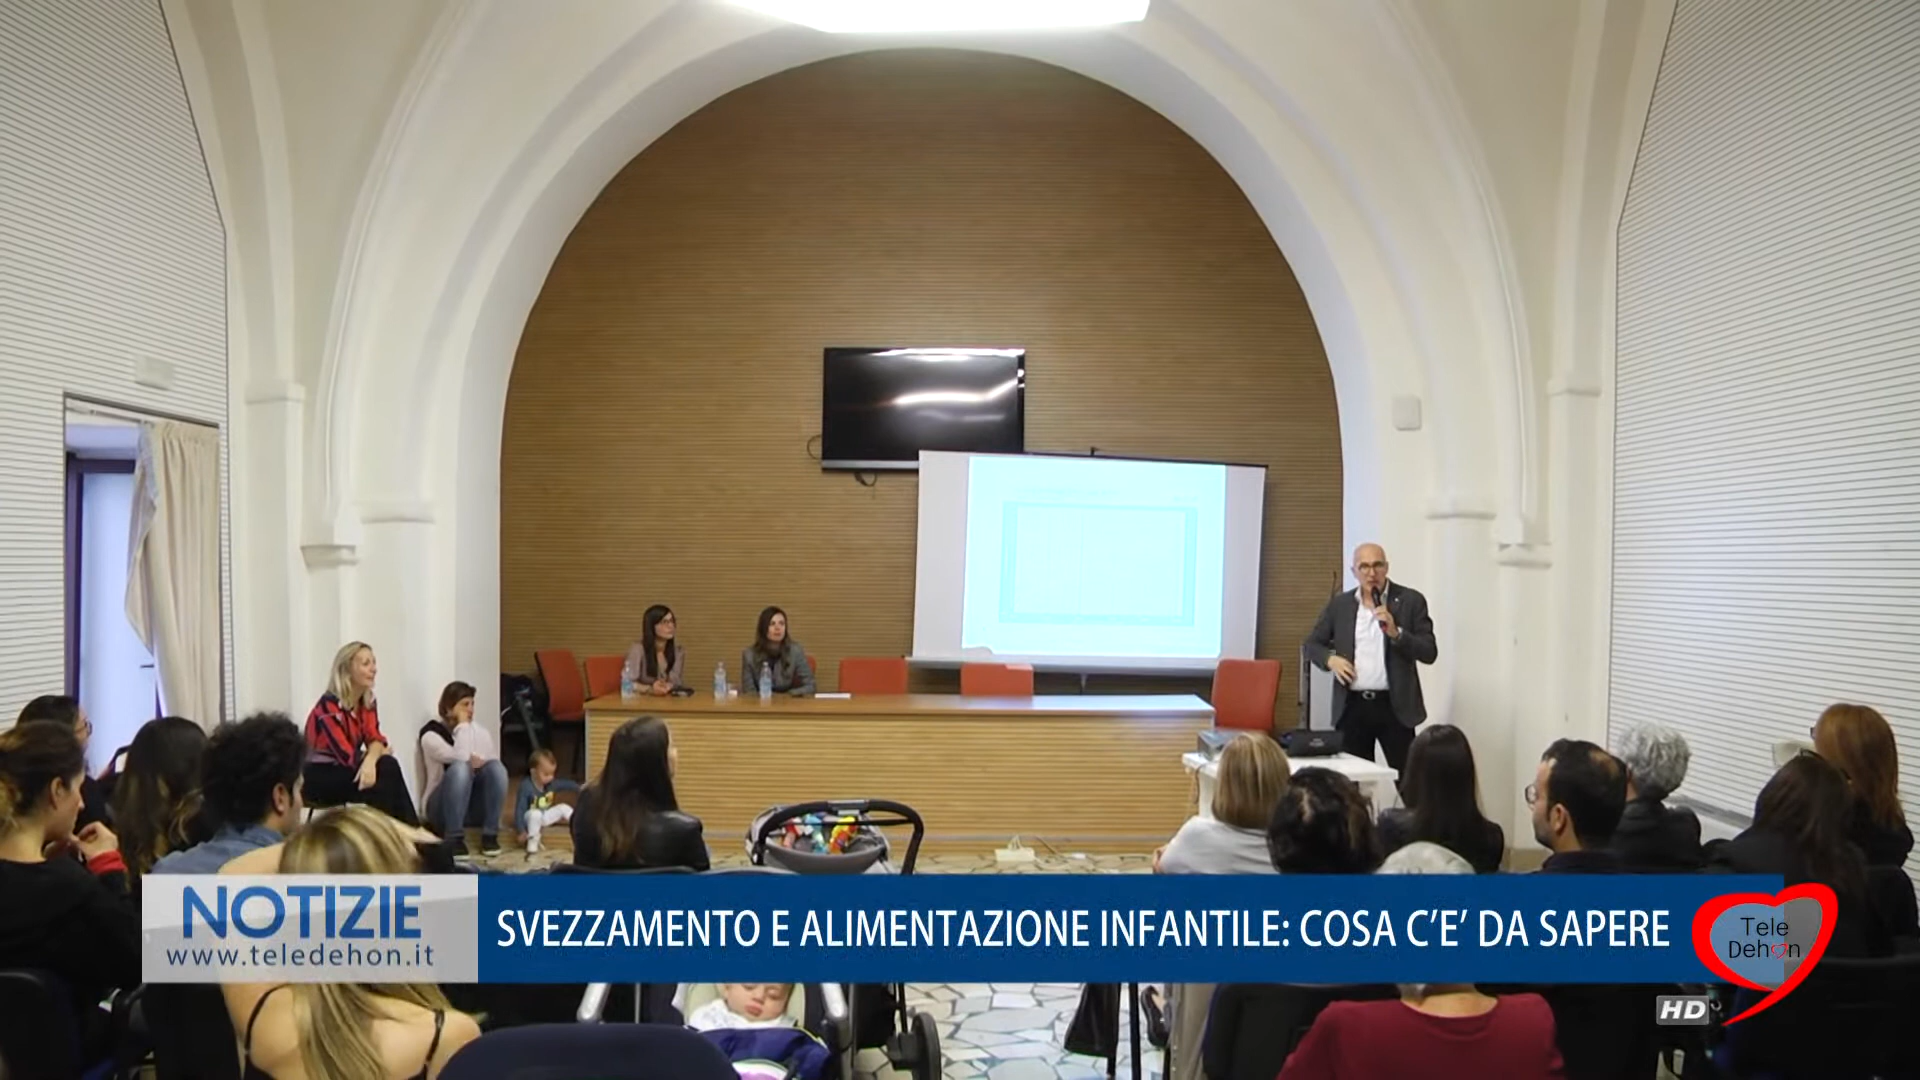 NOTIZIE
www.teledehon.it
SVEZZAMENTO E ALIMENTAZIONE INFANTILE: COSA C'E' DA SAPERE
Tele
Dehon
HD